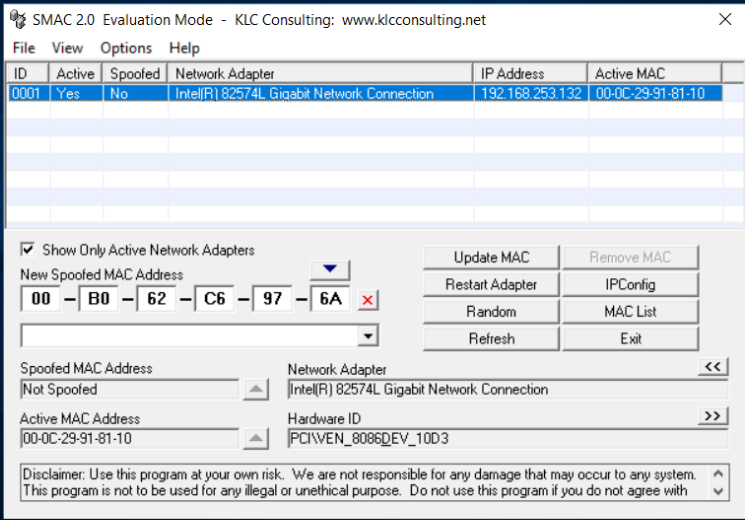 SMAC 2.0 Evaluation Mode - KLC Consulting: www.klcconsulting.net
File View Options Help
ID Active Spoofed Network Adapter IP Address Active MAC
0001 Yes No Intel(R) 82574L Gigabit Network Connection 192.168.253.132 00-0C-29-91-81-10
Show Only Active Network Adapters
New Spoofed MAC Address
00 - B0 - 62 - C6 - 97 - 6A
Update MAC Remove MAC
Restart Adapter IPConfig
Random MAC List
Refresh Exit
Spoofed MAC Address
Not Spoofed
Network Adapter <<
Intel(R) 82574L Gigabit Network Connection
Active MAC Address
00-0C-29-91-81-10
Hardware ID >>
PCI\VEN_8086DEV_10D3
Disclaimer: Use this program at your own risk. We are not responsible for any damage that may occur to any system.
This program is not to be used for any illegal or unethical purpose. Do not use this program if you do not agree with